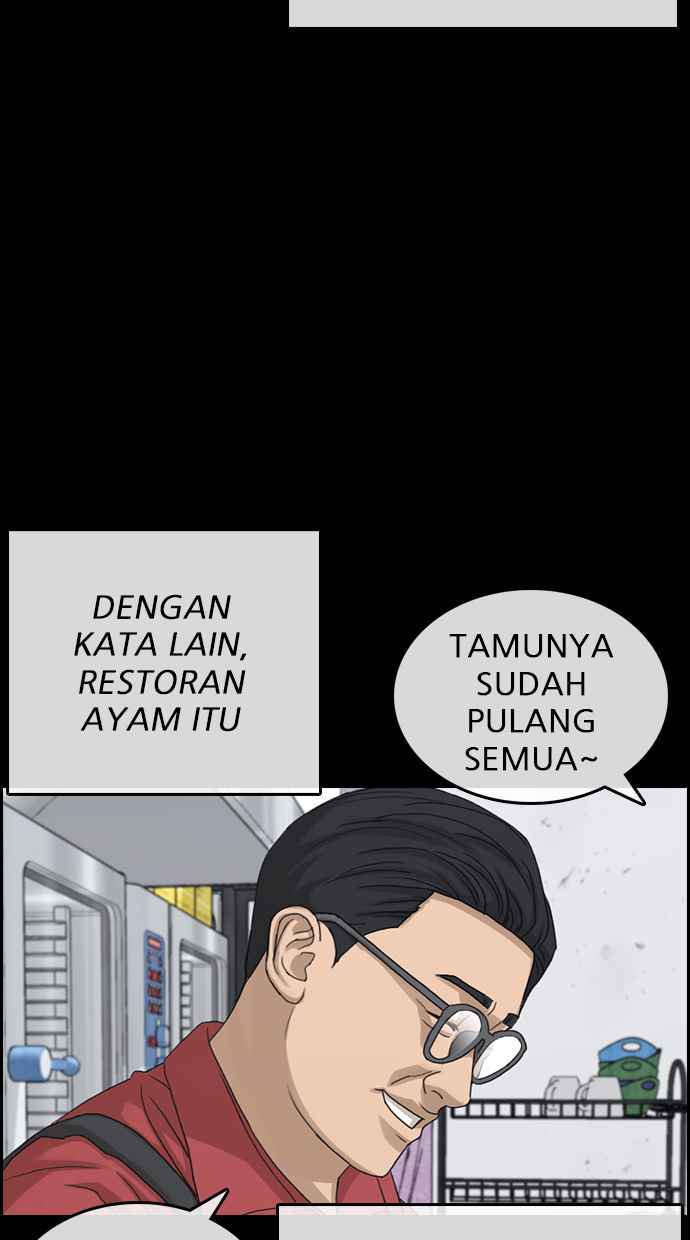 DENGAN
KATA LAIN,
RESTORAN
AYAM ITU
TAMUNYA
SUDAH
PULANG
SEMUA~